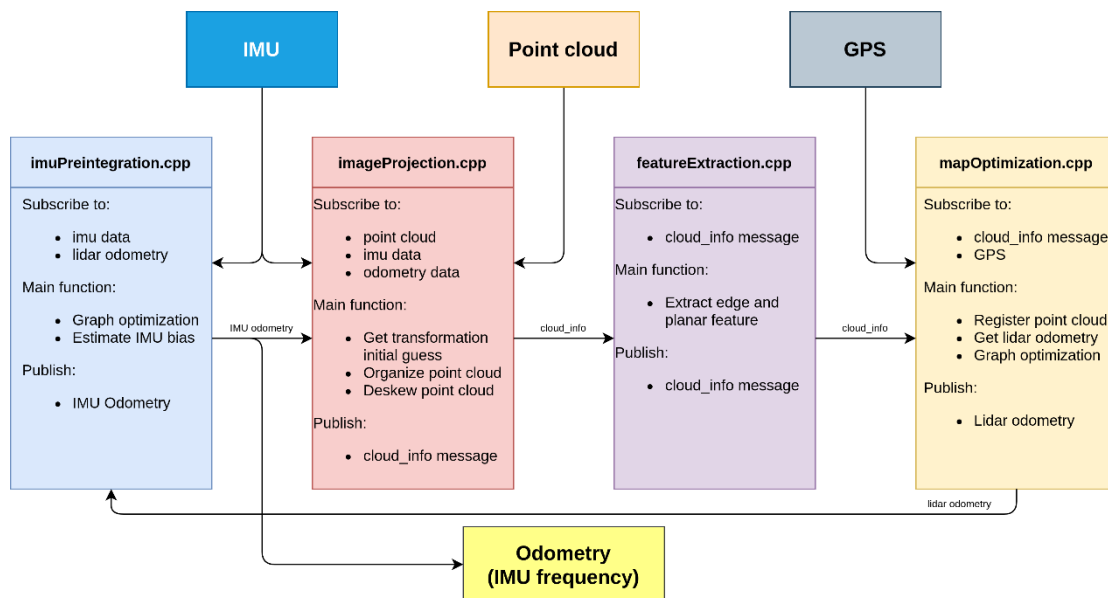 IMU
Point cloud
GPS
imuPreintegration.cpp
Subscribe to:
imu data
lidar odometry
Main function:
Graph optimization
Estimate IMU bias
Publish:
IMU Odometry
IMU odometry
imageProjection.cpp
Subscribe to:
point cloud
imu data
odometry data
Main function:
Get transformation
initial guess
Organize point cloud
Deskew point cloud
Publish:
cloud_info message
cloud_info
featureExtraction.cpp
Subscribe to:
cloud_info message
Main function:
Extract edge and
planar feature
Publish:
cloud_info message
cloud_info
mapOptimization.cpp
Subscribe to:
cloud_info message
GPS
Main function:
Register point cloud
Get lidar odometry
Graph optimization
Publish:
Lidar odometry
lidar odometry
Odometry
(IMU frequency)